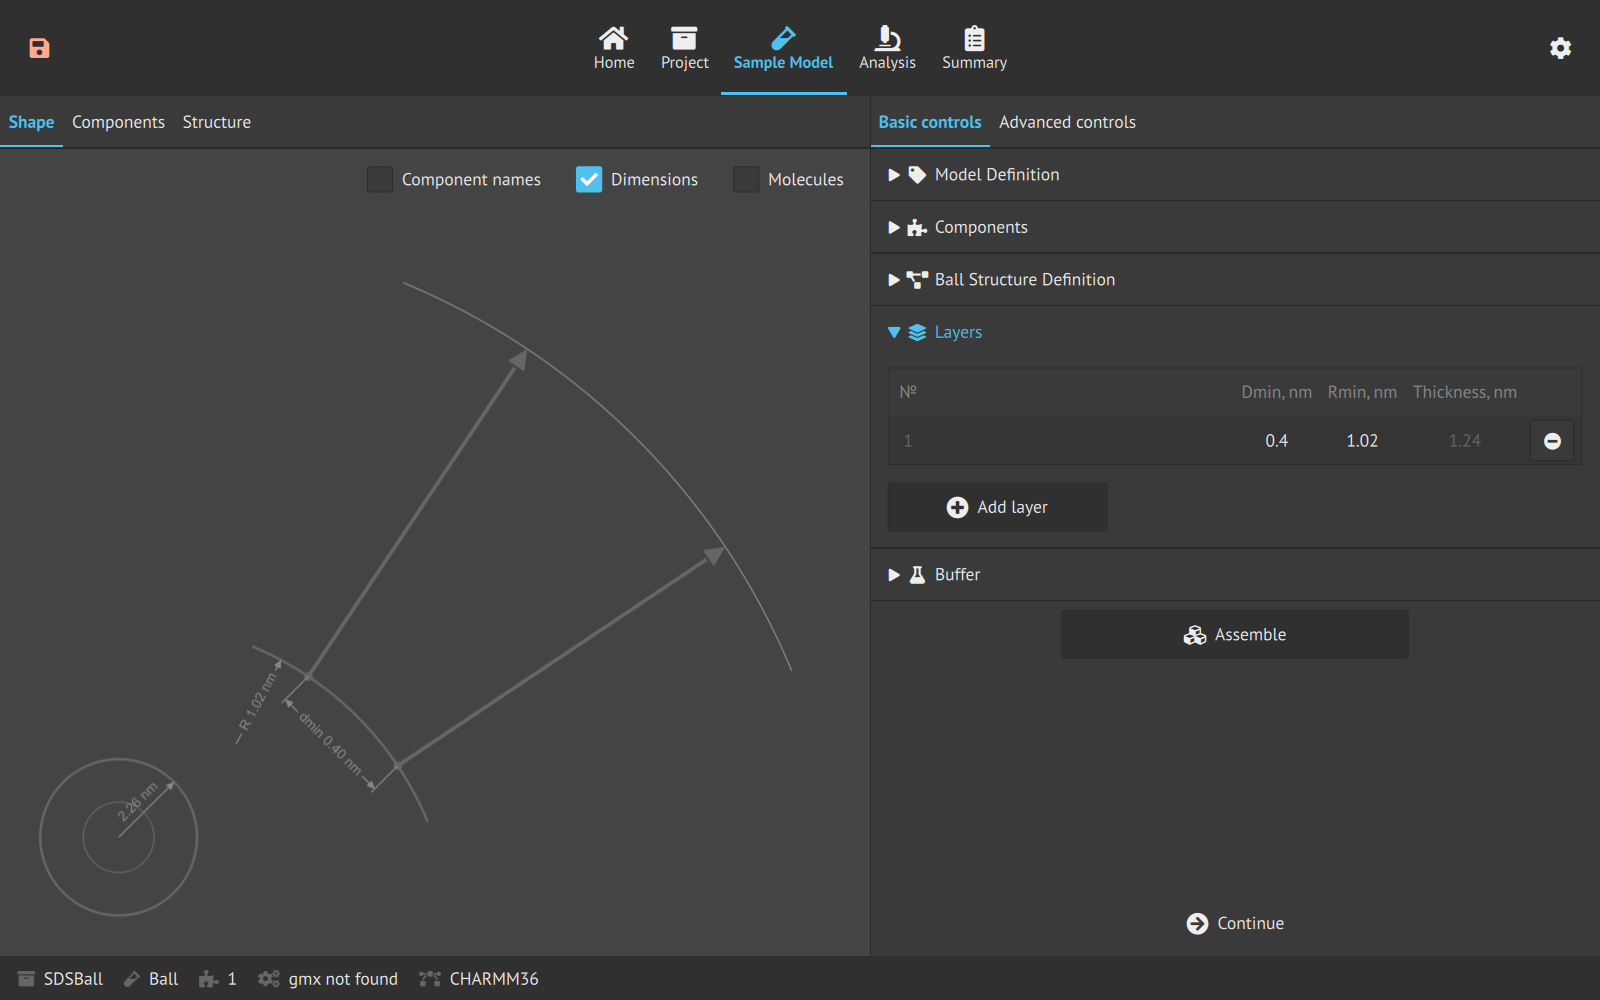 Home Project Sample Model Analysis Summary
Shape Components Structure
Basic controls Advanced controls
Component names Dimensions Molecules
Model Definition
Components
Ball Structure Definition
Layers
№ Dmin, nm Rmin, nm Thickness, nm
1 0.4 1.02 1.24
Add layer
Buffer
Assemble
R 1.02 nm
dmin 0.40 nm
2.26 nm
Continue
SDSBall Ball 1 gmx not found CHARMM36